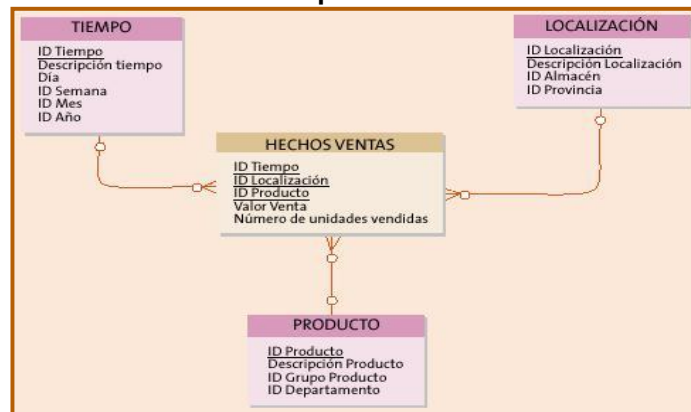 TIEMPO
ID Tiempo
Descripción tiempo
Día
ID Semana
ID Mes
ID Año
LOCALIZACIÓN
ID Localización
Descripción Localización
ID Almacén
ID Provincia
HECHOS VENTAS
ID Tiempo
ID Localización
ID Producto
Valor Venta
Número de unidades vendidas
PRODUCTO
ID Producto
Descripción Producto
ID Grupo Producto
ID Departamento